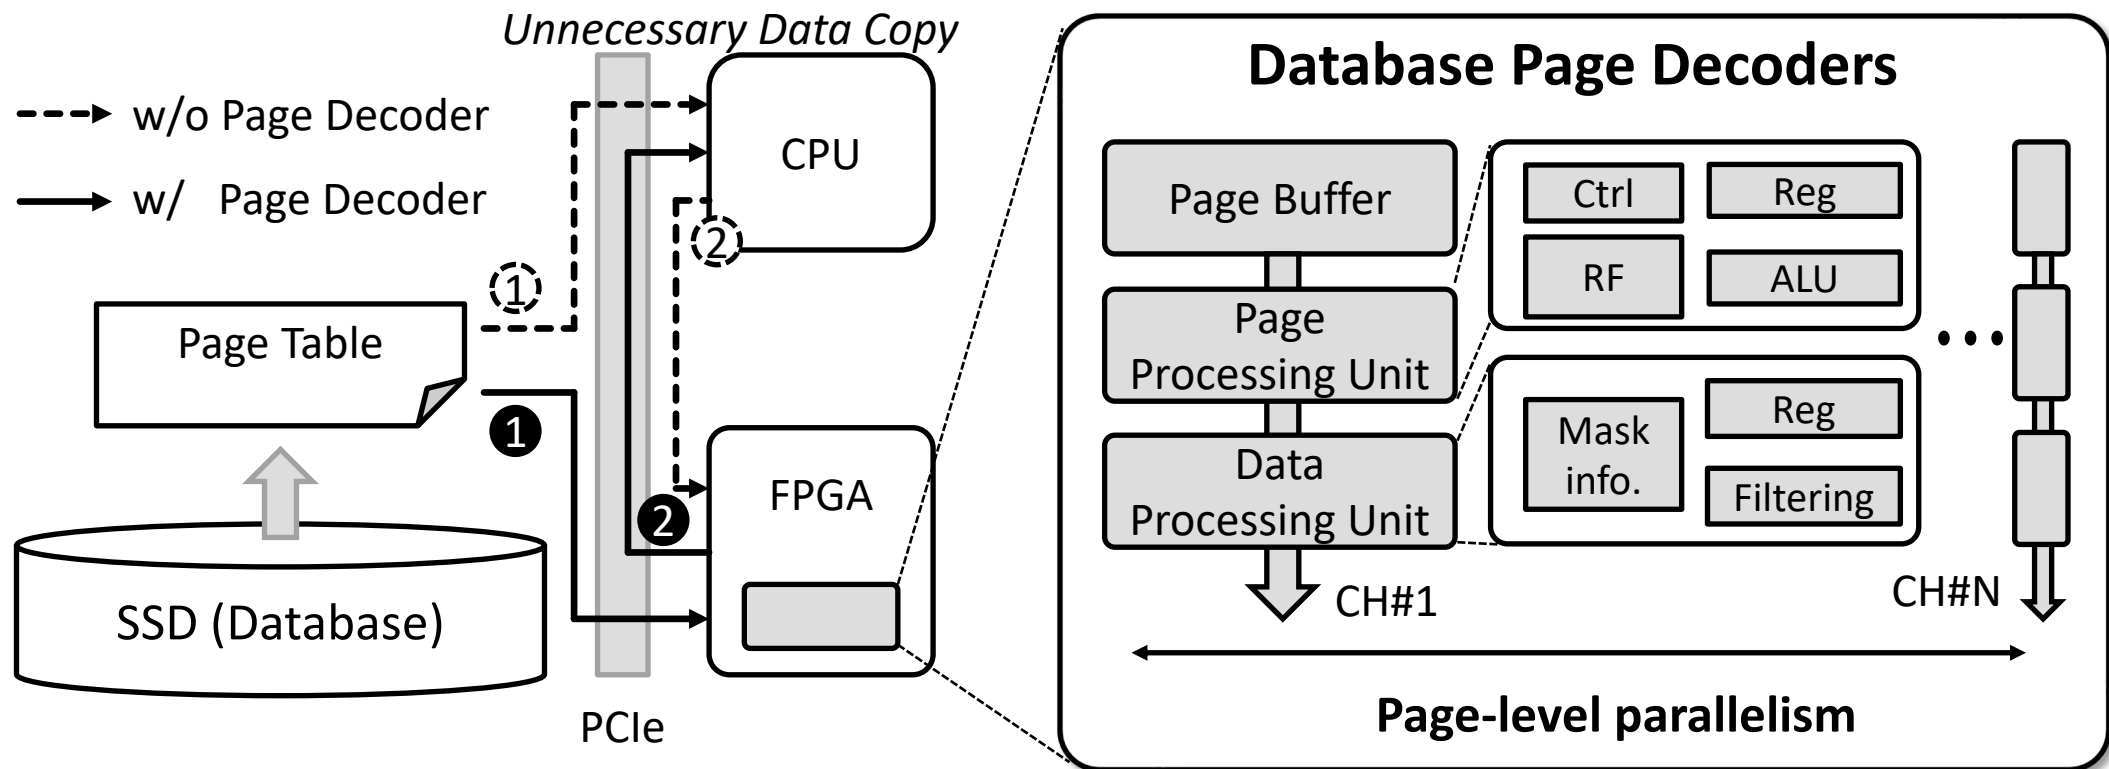 Unnecessary Data Copy
w/o Page Decoder
w/ Page Decoder
1
2
CPU
Page Table
1
2
FPGA
SSD (Database)
PCIe
Database Page Decoders
Page Buffer
Page
Processing Unit
Data
Processing Unit
Ctrl
Reg
RF
ALU
Mask
info.
Reg
Filtering
...
CH#1
CH#N
Page-level parallelism